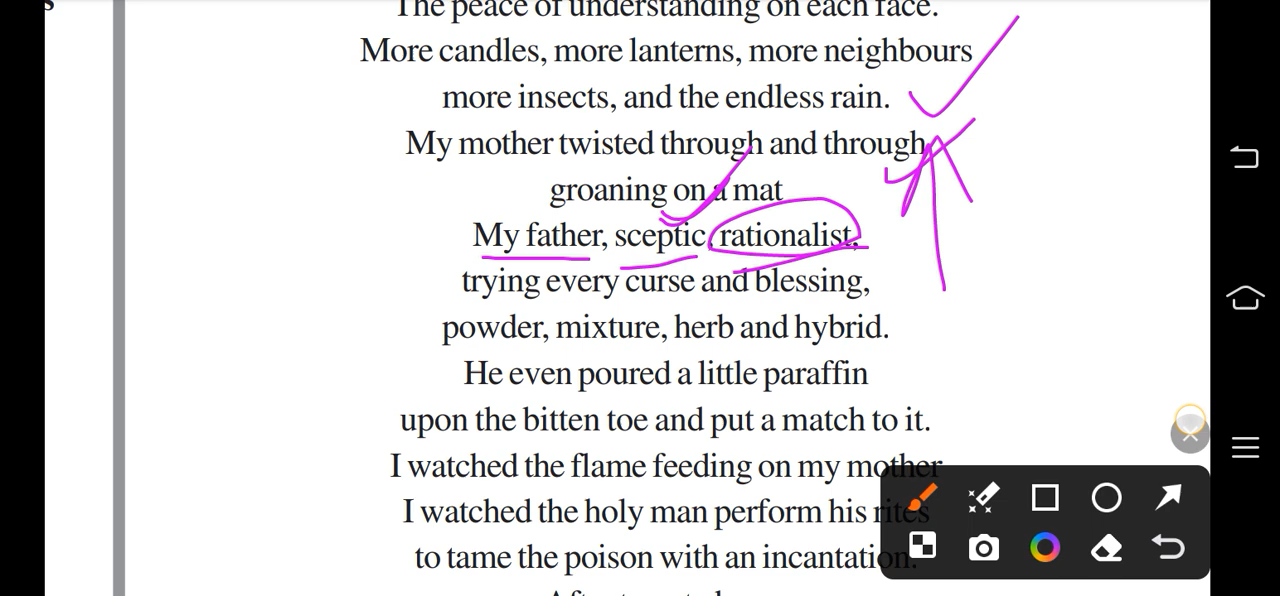 s
The peace of understanding on each face.
More candles, more lanterns, more neighbours
more insects, and the endless rain.
My mother twisted through and through
groaning on a mat
My father, sceptic, rationalist,
trying every curse and blessing,
powder, mixture, herb and hybrid.
He even poured a little paraffin
upon the bitten toe and put a match to it.
I watched the flame feeding on my mother
I watched the holy man perform his rites
to tame the poison with an incantation.